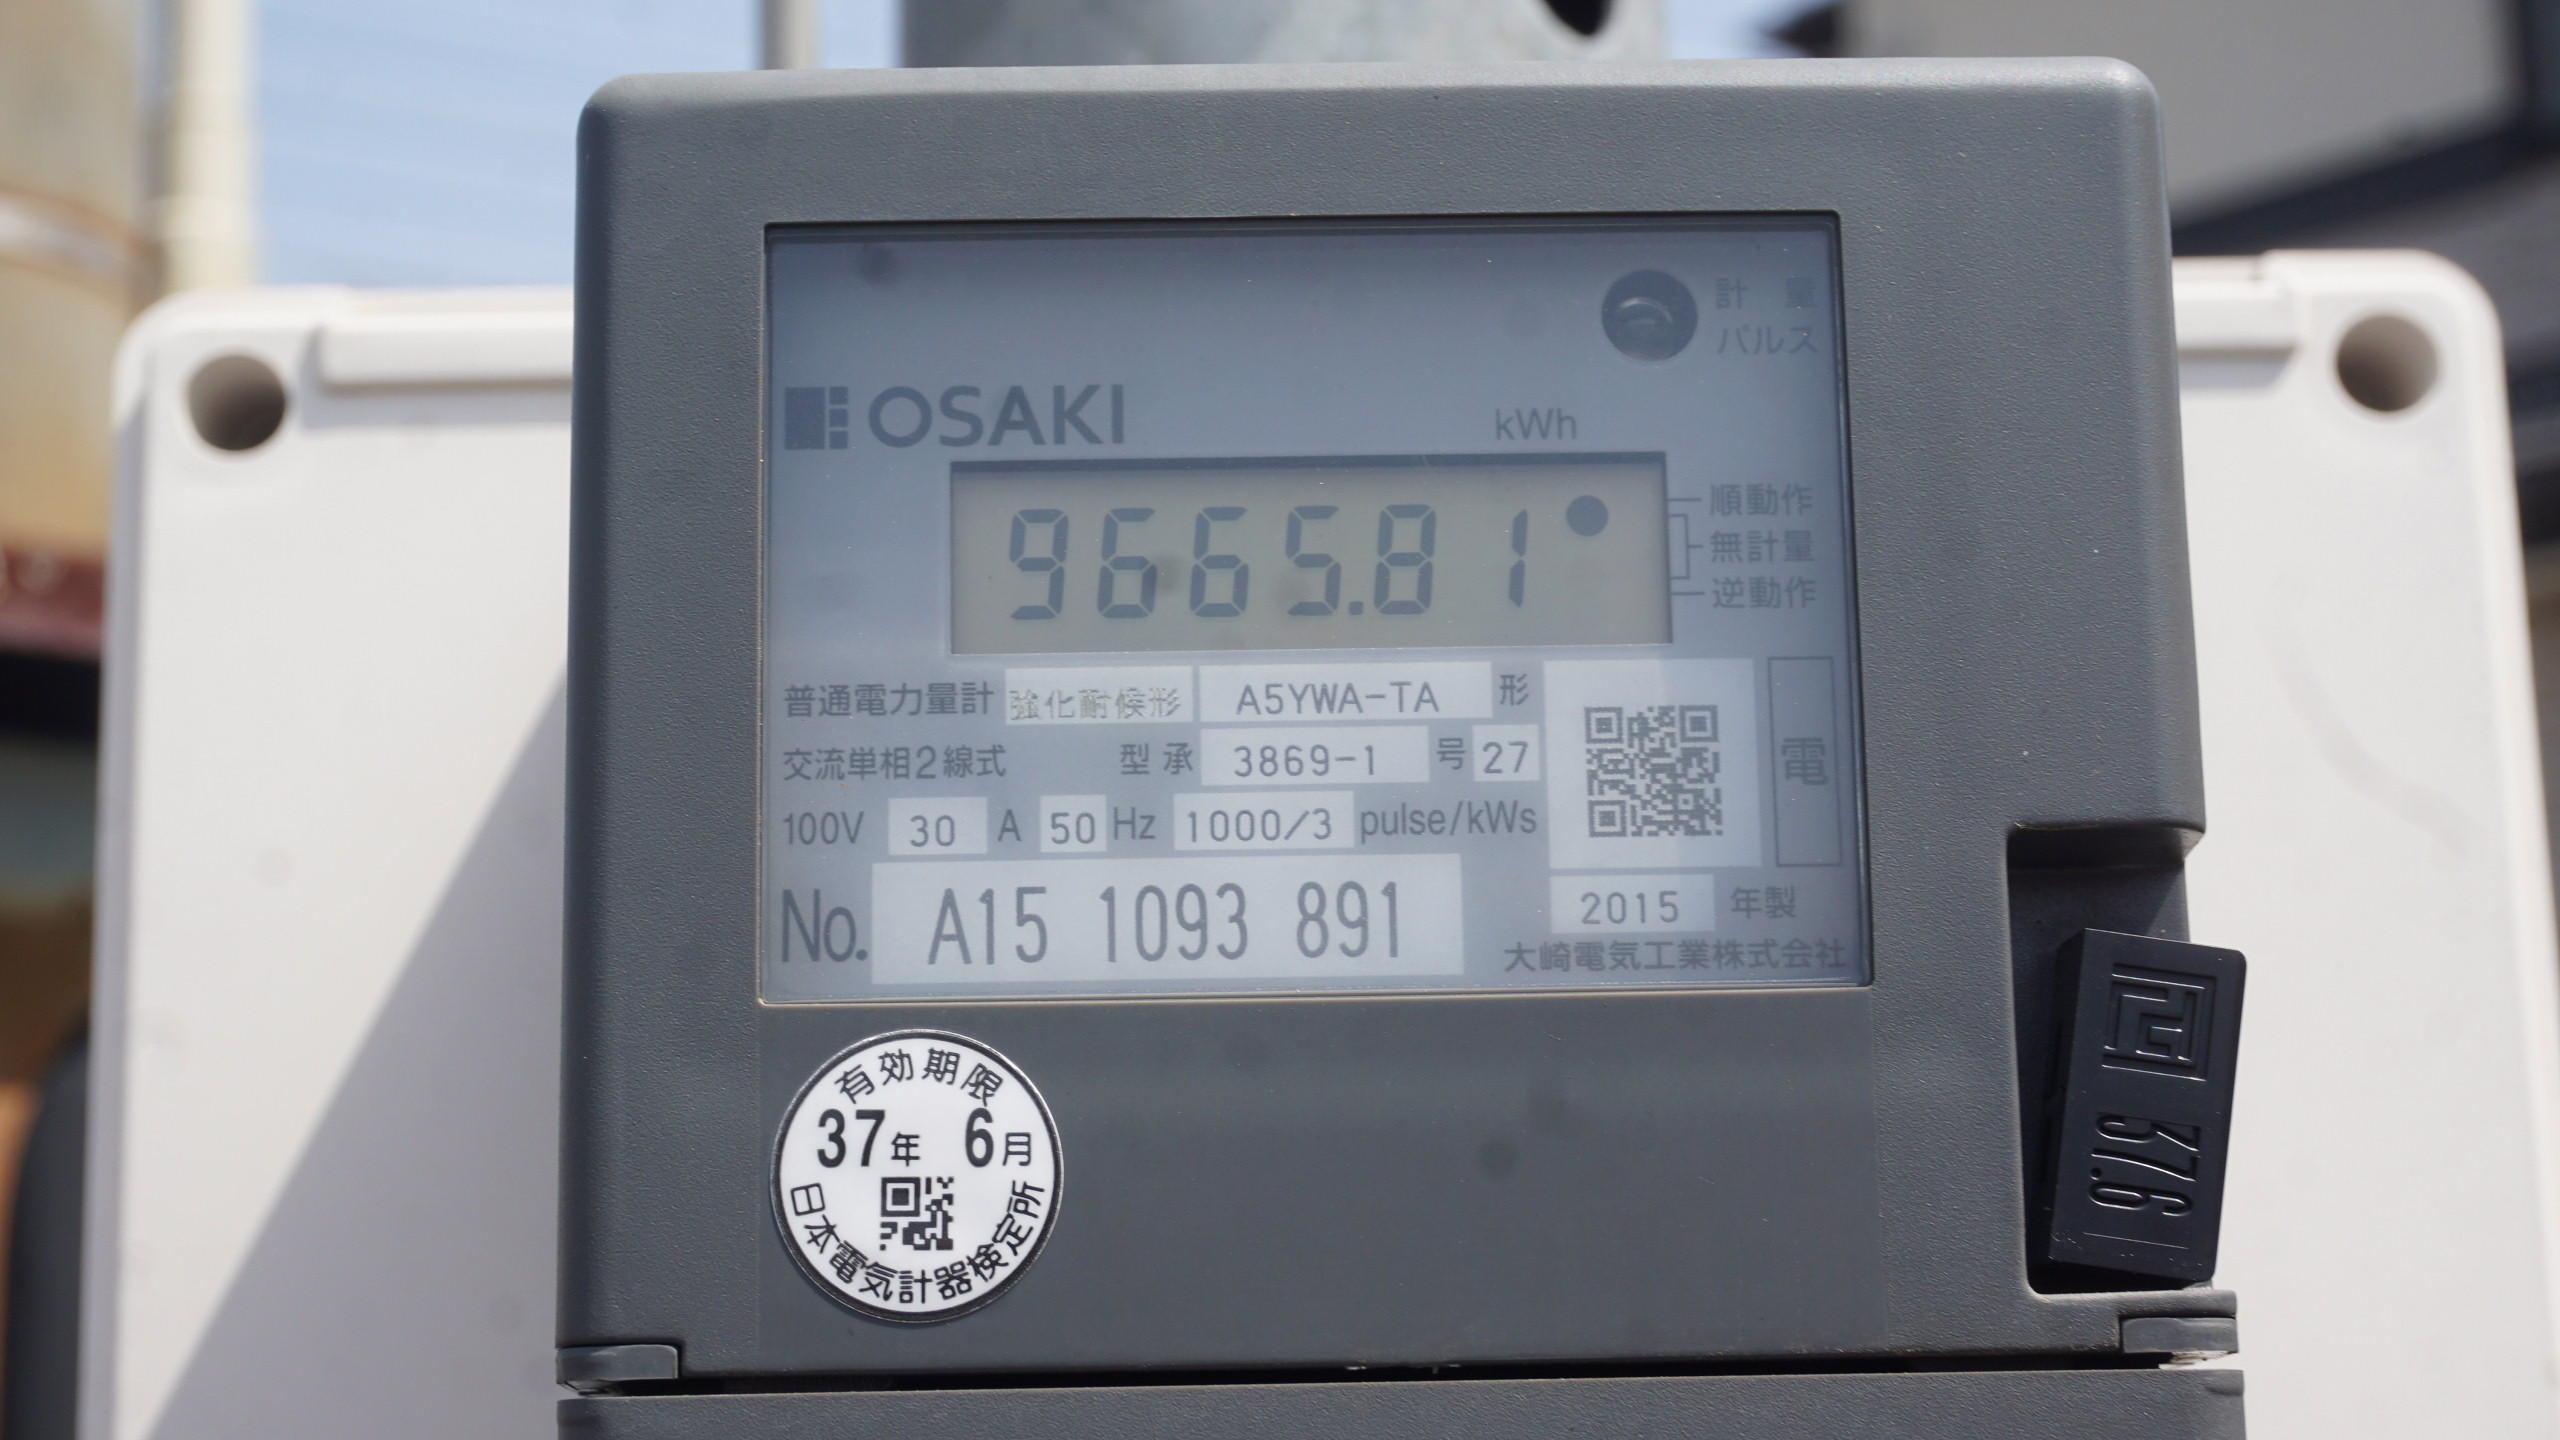 計 量
パルス
OSAKI
kWh
9665.81
順動作
無計量
逆動作
普通電力量計 強化耐候形 A5YWA-TA 形
交流単相2線式 型承 3869-1 号 27
電
100V 30 A 50 Hz 1000/3 pulse/kWs
No. A15 1093 891
2015 年製
大崎電気工業株式会社
有効期限
37年 6月
日本電気計器検定所
37.6